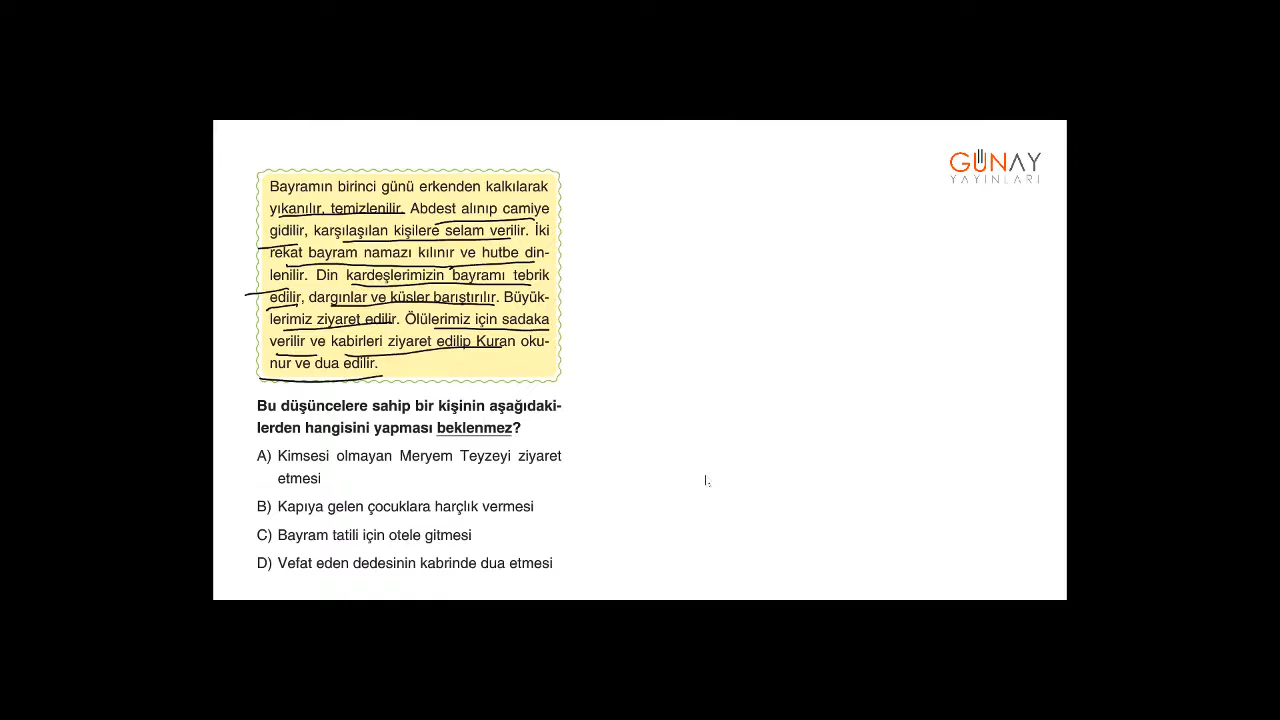 GÜNAY
YAYINLARI
Bayramın birinci günü erkenden kalkılarak
yıkanılır, temizlenilir. Abdest alınıp camiye
gidilir, karşılaşılan kişilere selam verilir. İki
rekat bayram namazı kılınır ve hutbe din-
lenilir. Din kardeşlerimizin bayramı tebrik
edilir, dargınlar ve küsler barıştırılır. Büyük-
lerimiz ziyaret edilir. Ölülerimiz için sadaka
verilir ve kabirleri ziyaret edilip Kuran oku-
nur ve dua edilir.
Bu düşüncelere sahip bir kişinin aşağıdaki-
lerden hangisini yapması beklenmez?
A) Kimsesi olmayan Meryem Teyzeyi ziyaret
etmesi
B) Kapıya gelen çocuklara harçlık vermesi
C) Bayram tatili için otele gitmesi
D) Vefat eden dedesinin kabrinde dua etmesi